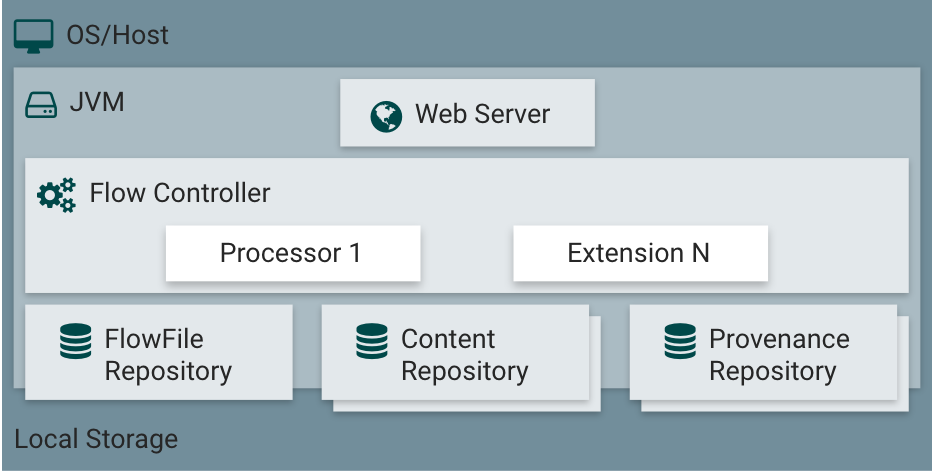 OS/Host
JVM
Web Server
Flow Controller
Processor 1
Extension N
FlowFile
Repository
Content
Repository
Provenance
Repository
Local Storage